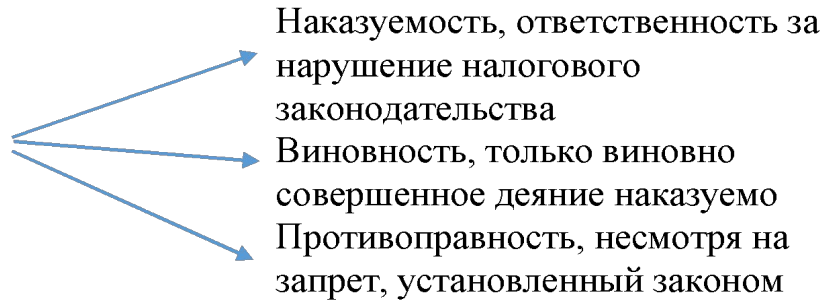 Наказуемость, ответственность за
нарушение налогового
законодательства
Виновность, только виновно
совершенное деяние наказуемо
Противоправность, несмотря на
запрет, установленный законом